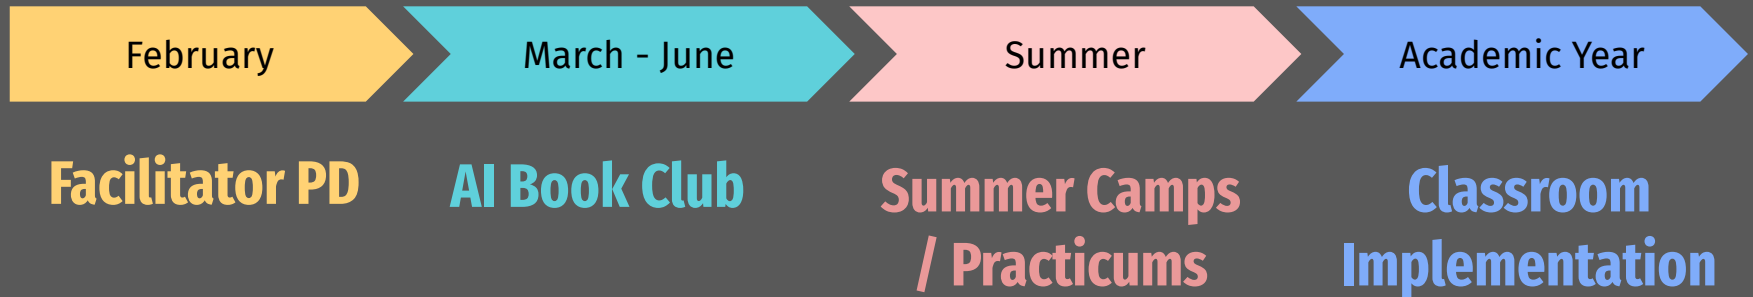 February
March - June
Summer
Academic Year
Facilitator PD
AI Book Club
Summer Camps
/ Practicums
Classroom
Implementation